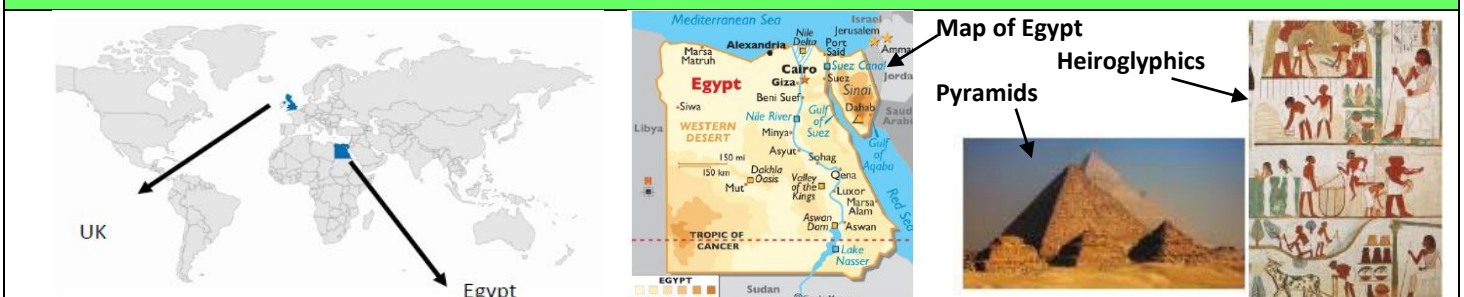 UK
Egypt
Mediterranean Sea
Israel
Jerusalem
Marsa
Matruh
Alexandria
Nile
Delta
Port
Said
Cairo
Suez Canal
Giza
Suez
Jorda
Egypt
Sinai
Beni Suef
Siwa
Dahab
Saudi
Arabi
Nile River
Gulf
of
Suez
Libya
WESTERN
DESERT
Minya
Gulf
of
Aqaba
Asyut
Sohag
150 mi
150 km
Dakhla
Oasis
Mut
Valley
of the
Kings
Qena
Luxor
Marsa
Alam
Red Sea
N
Aswan
Dam
Aswan
TROPIC OF
CANCER
Lake
Nasser
EGYPT
Sudan
Map of Egypt
Heiroglyphics
Pyramids